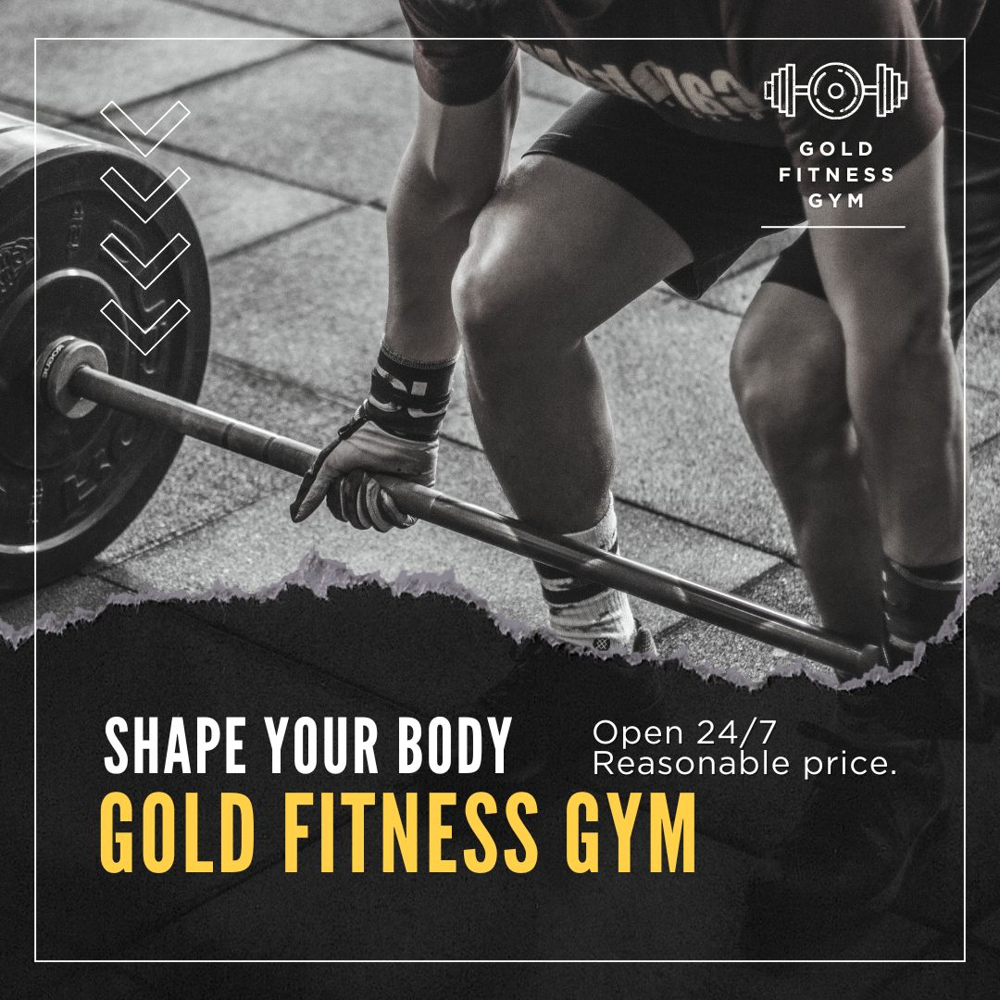 GOLD
FITNESS
GYM
SHAPE YOUR BODY
Open 24/7
Reasonable price.
GOLD FITNESS GYM